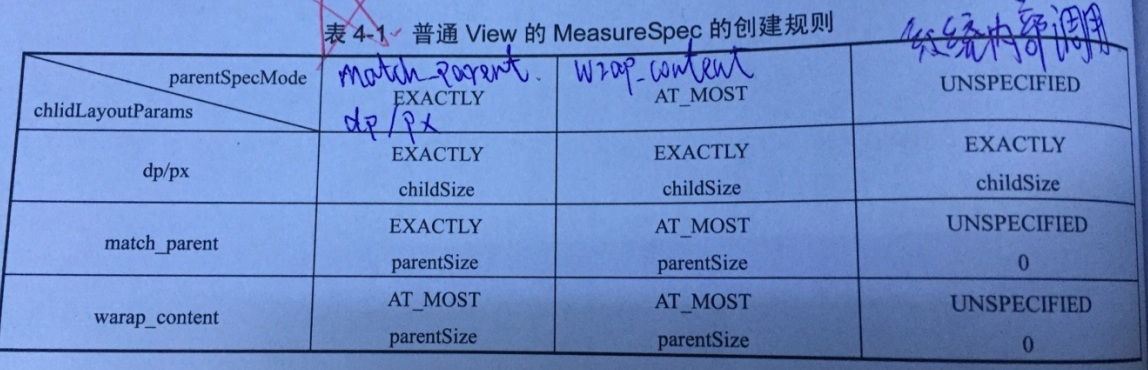 表 4-1 普通 View 的 MeasureSpec 的创建规则
系统内部调用
parentSpecMode
chlidLayoutParams
match_parent.
EXACTLY
dp/px
wrap_content
AT_MOST
UNSPECIFIED
dp/px
EXACTLY
childSize
EXACTLY
childSize
EXACTLY
childSize
match_parent
EXACTLY
parentSize
AT_MOST
parentSize
UNSPECIFIED
0
warap_content
AT_MOST
parentSize
AT_MOST
parentSize
UNSPECIFIED
0